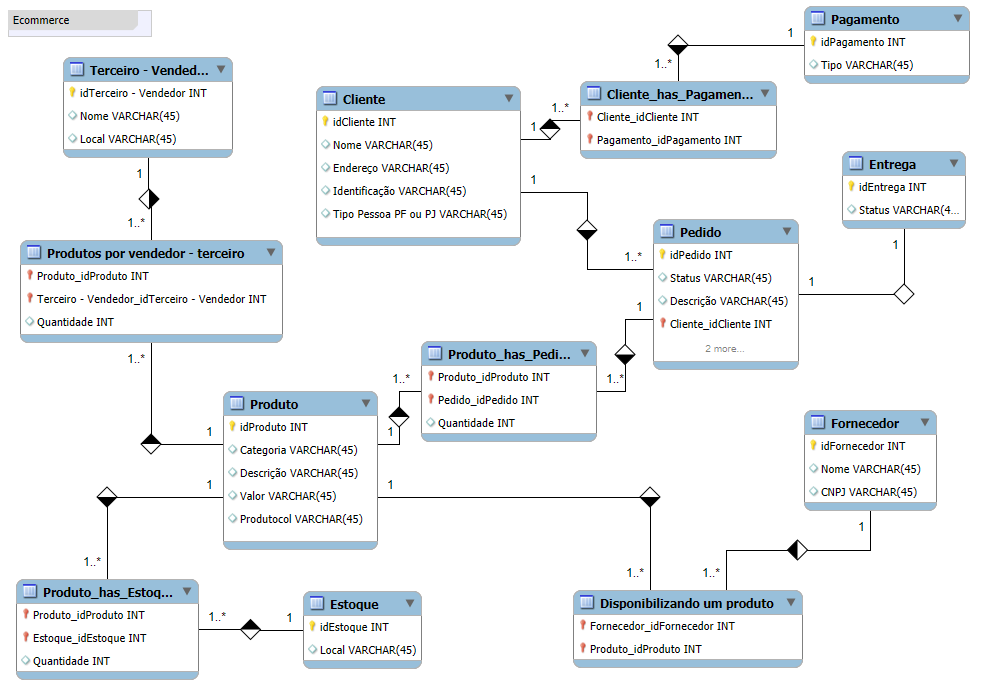 Ecommerce
Terceiro - Vended...
idTerceiro - Vendedor INT
Nome VARCHAR(45)
Local VARCHAR(45)
1
1..*
Produtos por vendedor - terceiro
Produto_idProduto INT
Terceiro - Vendedor_idTerceiro - Vendedor INT
Quantidade INT
1..*
1
Cliente
idCliente INT
Nome VARCHAR(45)
Endereço VARCHAR(45)
Identificação VARCHAR(45)
Tipo Pessoa PF ou PJ VARCHAR(45)
1
1..*
Cliente_has_Pagamen...
Cliente_idCliente INT
Pagamento_idPagamento INT
1..*
1
Pagamento
idPagamento INT
Tipo VARCHAR(45)
1
1..*
Pedido
idPedido INT
Status VARCHAR(45)
Descrição VARCHAR(45)
Cliente_idCliente INT
2 more...
1
1
Entrega
idEntrega INT
Status VARCHAR(4...
1
1..*
Produto_has_Pedi...
Produto_idProduto INT
Pedido_idPedido INT
Quantidade INT
1..*
1
Produto
idProduto INT
Categoria VARCHAR(45)
Descrição VARCHAR(45)
Valor VARCHAR(45)
Produtocol VARCHAR(45)
1
1..*
Produto_has_Estoq...
Produto_idProduto INT
Estoque_idEstoque INT
Quantidade INT
1..*
1
Estoque
idEstoque INT
Local VARCHAR(45)
1
1..*
Disponibilizando um produto
Fornecedor_idFornecedor INT
Produto_idProduto INT
1..*
1
Fornecedor
idFornecedor INT
Nome VARCHAR(45)
CNPJ VARCHAR(45)